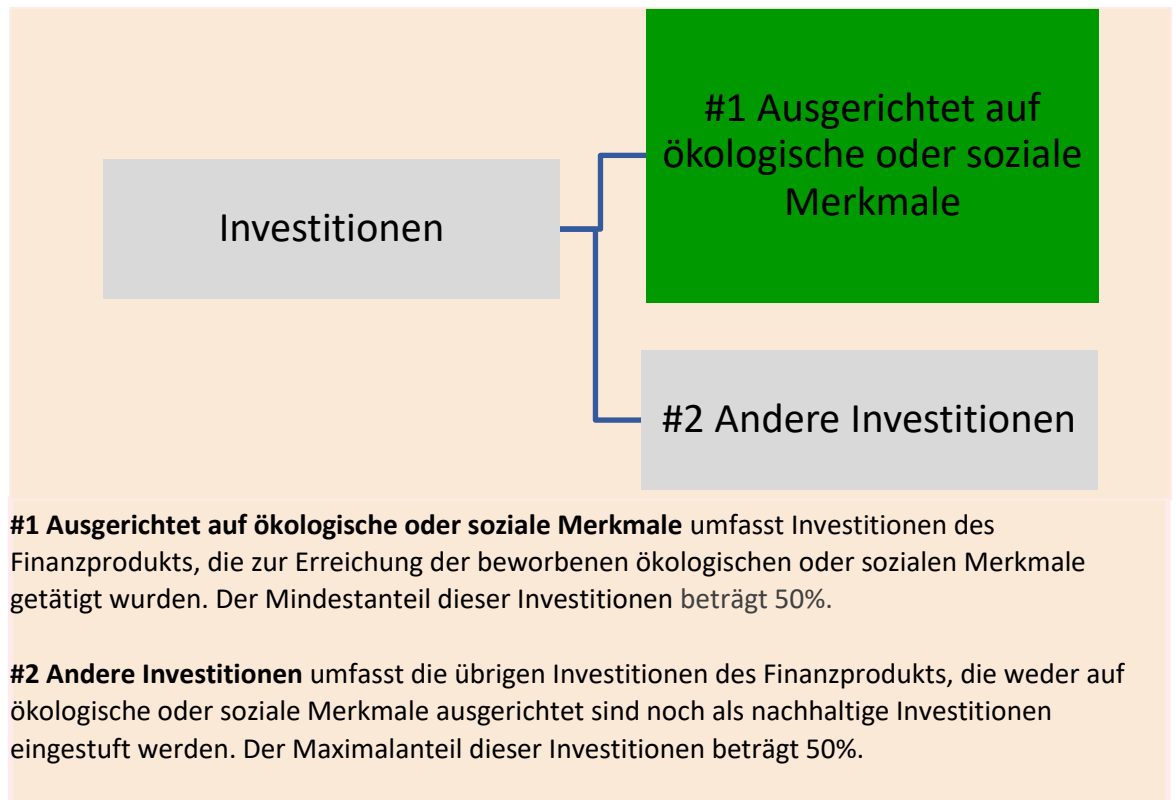 #1 Ausgerichtet auf
ökologische oder soziale
Merkmale
Investitionen
#2 Andere Investitionen
#1 Ausgerichtet auf ökologische oder soziale Merkmale umfasst Investitionen des
Finanzprodukts, die zur Erreichung der beworbenen ökologischen oder sozialen Merkmale
getätigt wurden. Der Mindestanteil dieser Investitionen beträgt 50%.
#2 Andere Investitionen umfasst die übrigen Investitionen des Finanzprodukts, die weder auf
ökologische oder soziale Merkmale ausgerichtet sind noch als nachhaltige Investitionen
eingestuft werden. Der Maximalanteil dieser Investitionen beträgt 50%.